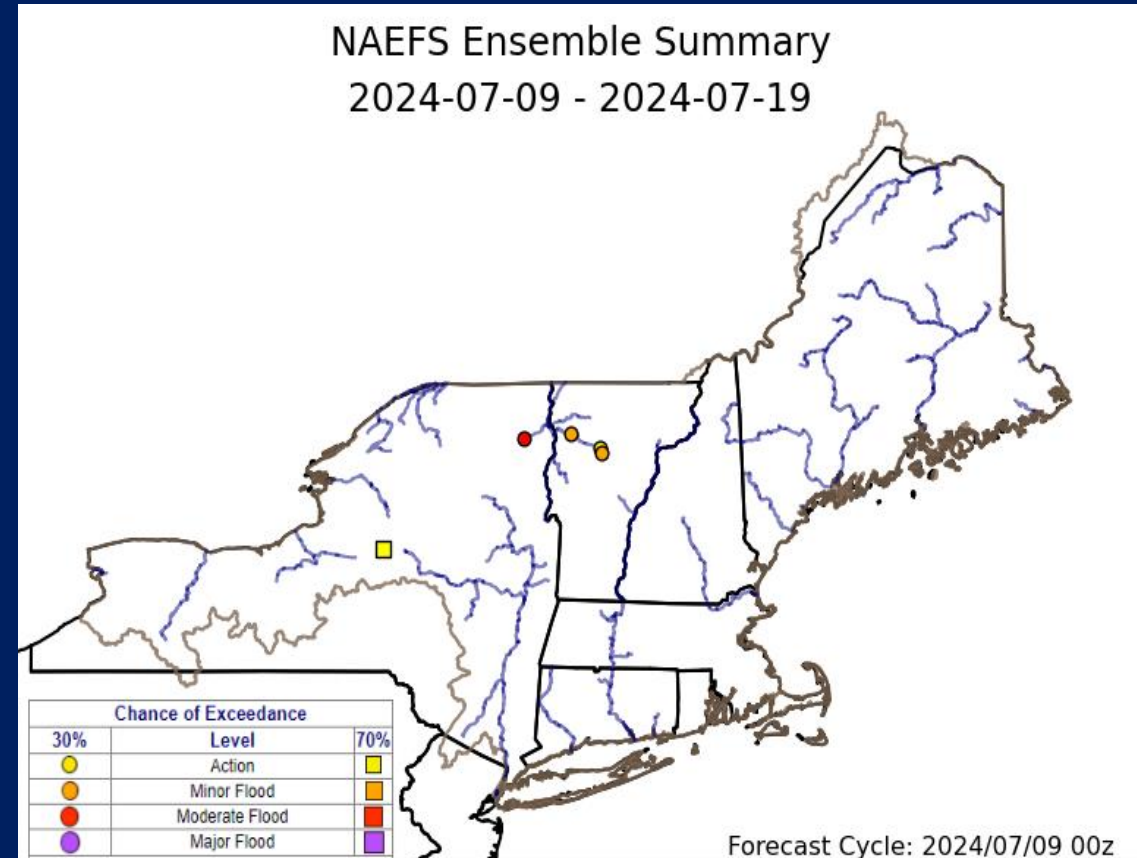 NAEFS Ensemble Summary
2024-07-09 - 2024-07-19
Chance of Exceedance
30% Level 70%
Action
Minor Flood
Moderate Flood
Major Flood
Forecast Cycle: 2024/07/09 00z